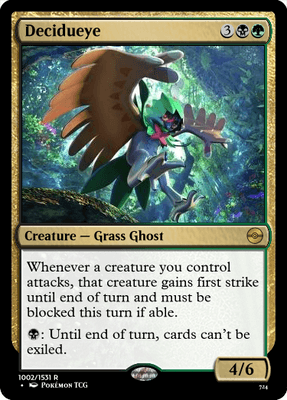 Decidueye 3
Creature — Grass Ghost
Whenever a creature you control
attacks, that creature gains first strike
until end of turn and must be
blocked this turn if able.
: Until end of turn, cards can't be
exiled.
4/6
1002/1531 R
• POKÉMON TCG